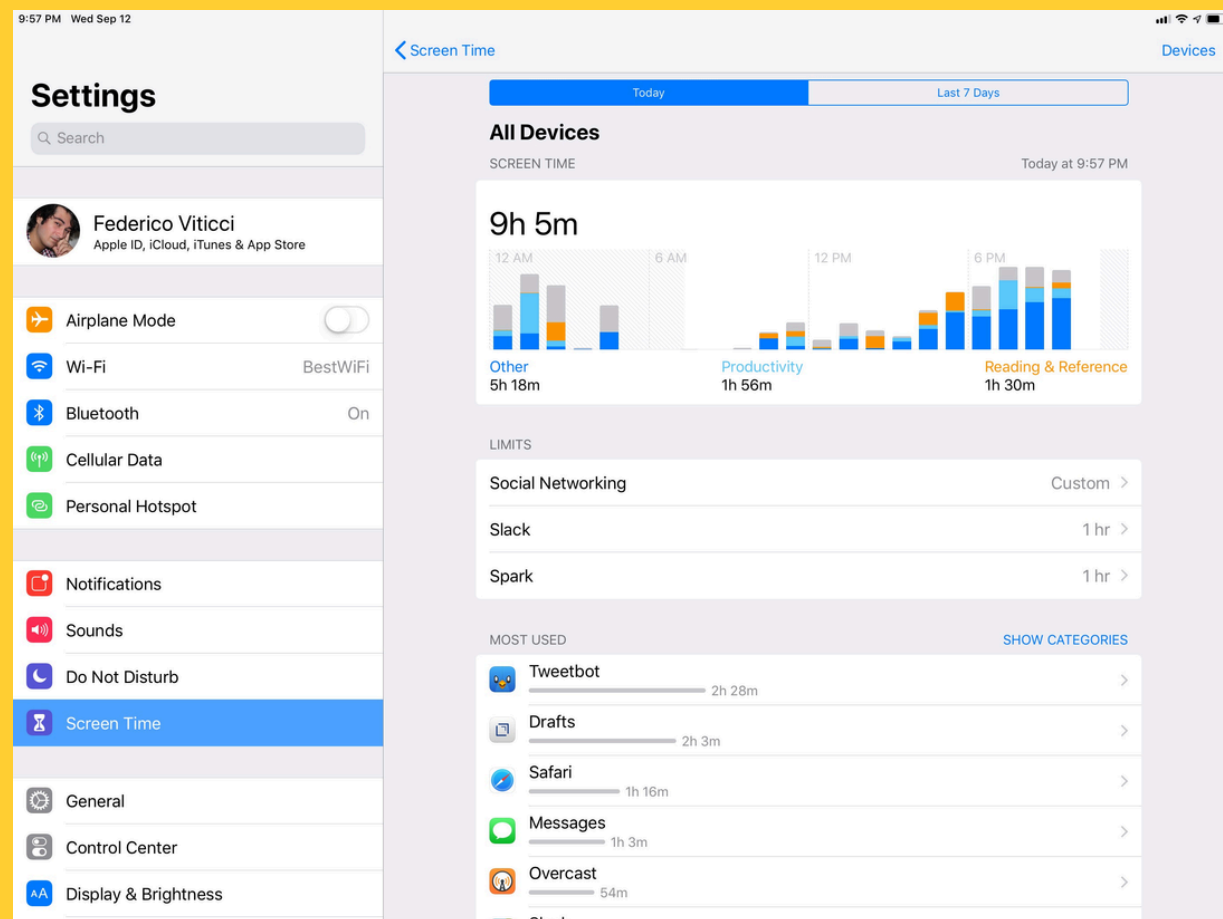 9:57 PM Wed Sep 12
Settings
Search
Federico Viticci
Apple ID, iCloud, iTunes & App Store
Airplane Mode
Wi-Fi BestWiFi
Bluetooth On
Cellular Data
Personal Hotspot
Notifications
Sounds
Do Not Disturb
Screen Time
General
Control Center
AA Display & Brightness
Screen Time Devices
Today Last 7 Days
All Devices
SCREEN TIME Today at 9:57 PM
9h 5m
12 AM 6 AM 12 PM 6 PM
Other Productivity Reading & Reference
5h 18m 1h 56m 1h 30m
LIMITS
Social Networking Custom
Slack 1 hr
Spark 1 hr
MOST USED SHOW CATEGORIES
Tweetbot
2h 28m
Drafts
2h 3m
Safari
1h 16m
Messages
1h 3m
Overcast
54m